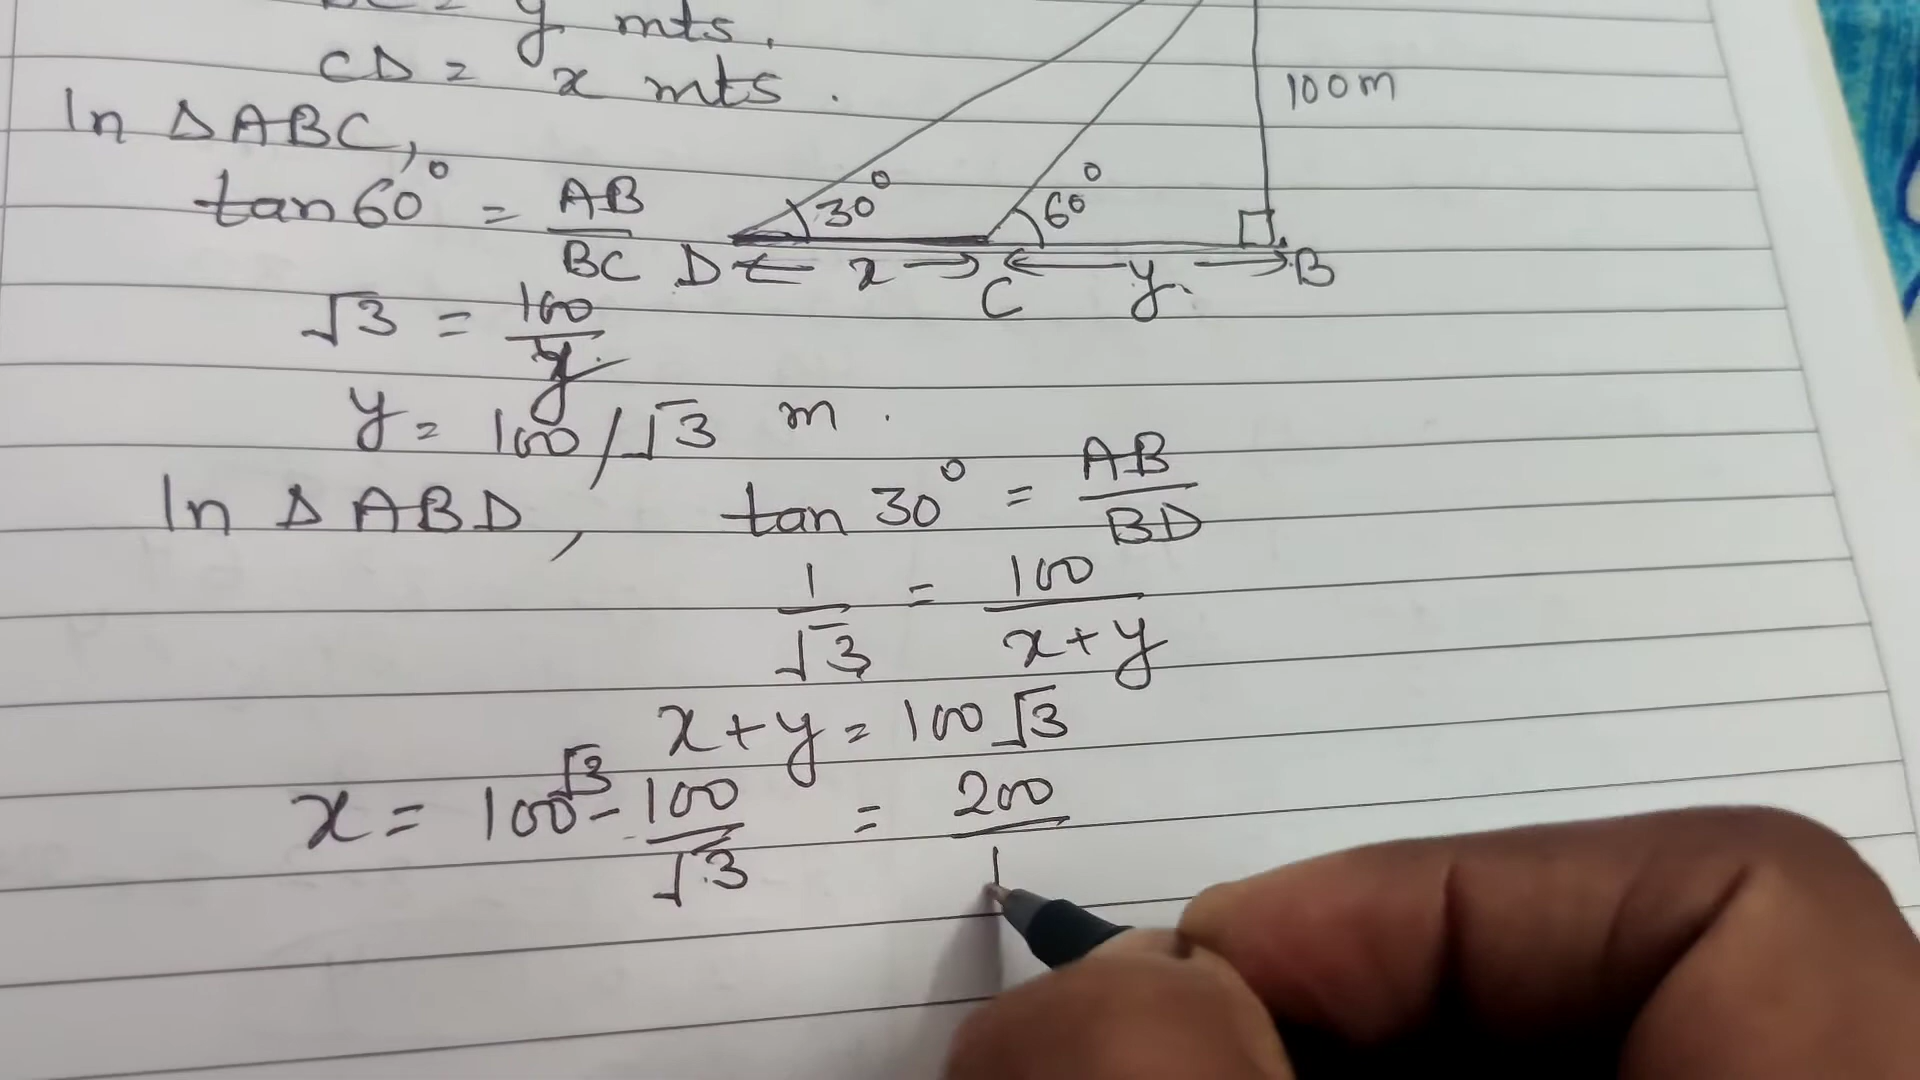 BC = y mts.
CD = x mts.
100m
In ΔABC,
tan 60° = AB/BC
30°
60°
D ← x → C ← y → B
√3 = 100/y
y = 100/√3 m.
In ΔABD, tan 30° = AB/BD
1/√3 = 100/x+y
x+y = 100√3
x = 100√3 - 100/√3 = 200/